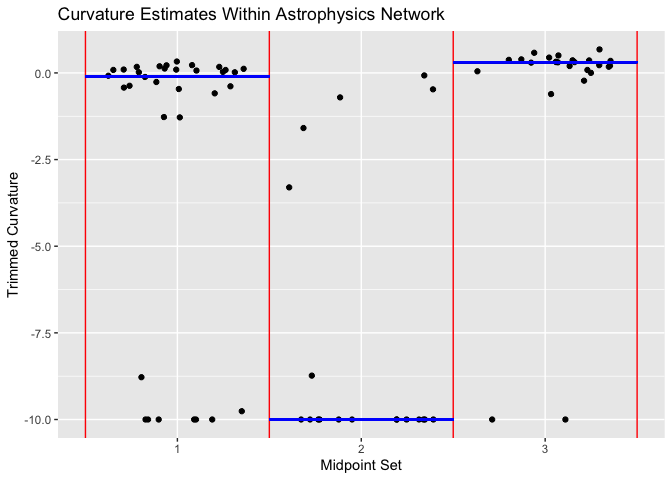 Curvature Estimates Within Astrophysics Network
Trimmed Curvature
0.0
-2.5
-5.0
-7.5
-10.0
1 2 3
Midpoint Set